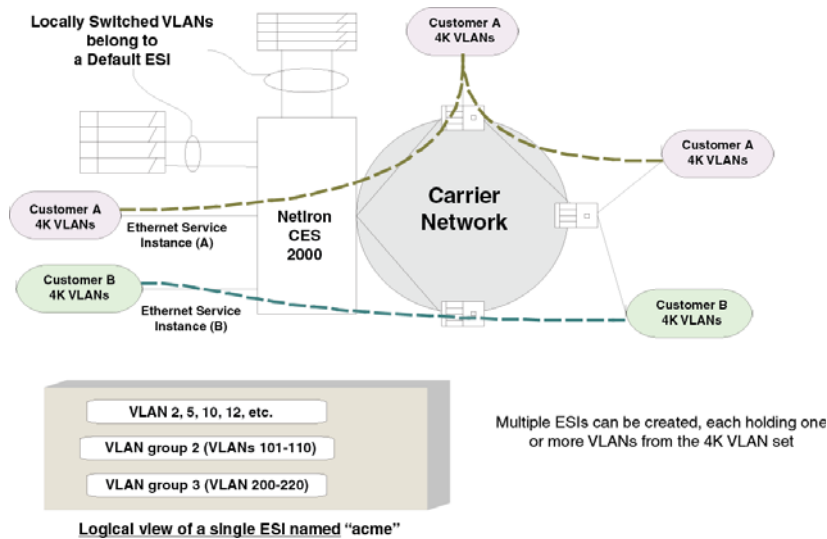 Locally Switched VLANs
belong to
a Default ESI
Customer A
4K VLANs
Customer A
4K VLANs
Customer A
4K VLANs
Ethernet Service
Instance (A)
NetIron
CES
2000
Carrier
Network
Customer B
4K VLANs
Ethernet Service
Instance (B)
Customer B
4K VLANs
VLAN 2, 5, 10, 12, etc.
VLAN group 2 (VLANs 101-110)
VLAN group 3 (VLAN 200-220)
Multiple ESIs can be created, each holding one
or more VLANs from the 4K VLAN set
Logical view of a single ESI named “acme”